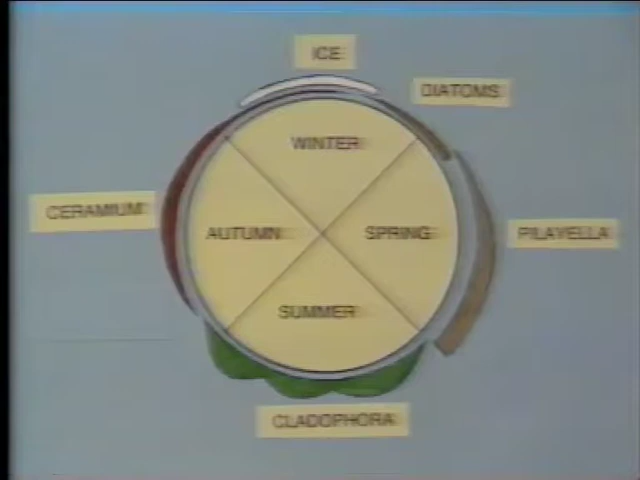 ICE
DIATOMS
WINTER
CERAMIUM
AUTUMN
SPRING
PILAYELLA
SUMMER
CLADOPHORA